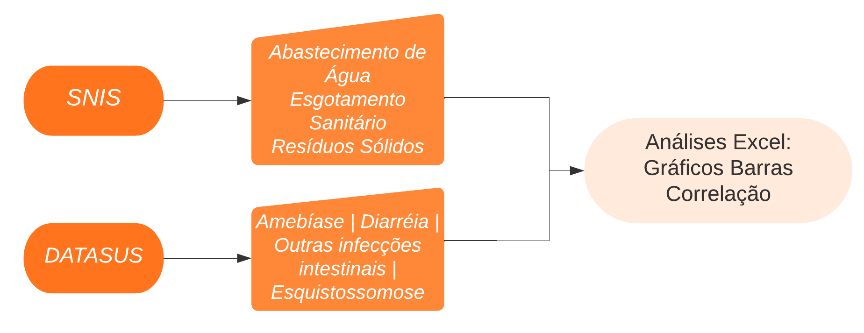 SNIS
Abastecimento de
Água
Esgotamento
Sanitário
Resíduos Sólidos
DATASUS
Amebíase | Diarréia |
Outras infecções
intestinais |
Esquistossomose
Análises Excel:
Gráficos Barras
Correlação